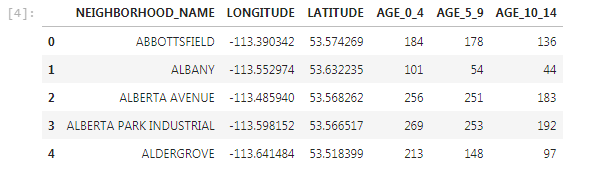 [4]: NEIGHBORHOOD_NAME LONGITUDE LATITUDE AGE_0_4 AGE_5_9 AGE_10_14
0 ABBOTTSFIELD -113.390342 53.574269 184 178 136
1 ALBANY -113.552974 53.632235 101 54 44
2 ALBERTA AVENUE -113.485940 53.568262 256 251 183
3 ALBERTA PARK INDUSTRIAL -113.598152 53.566517 269 253 192
4 ALDERGROVE -113.641484 53.518399 213 148 97